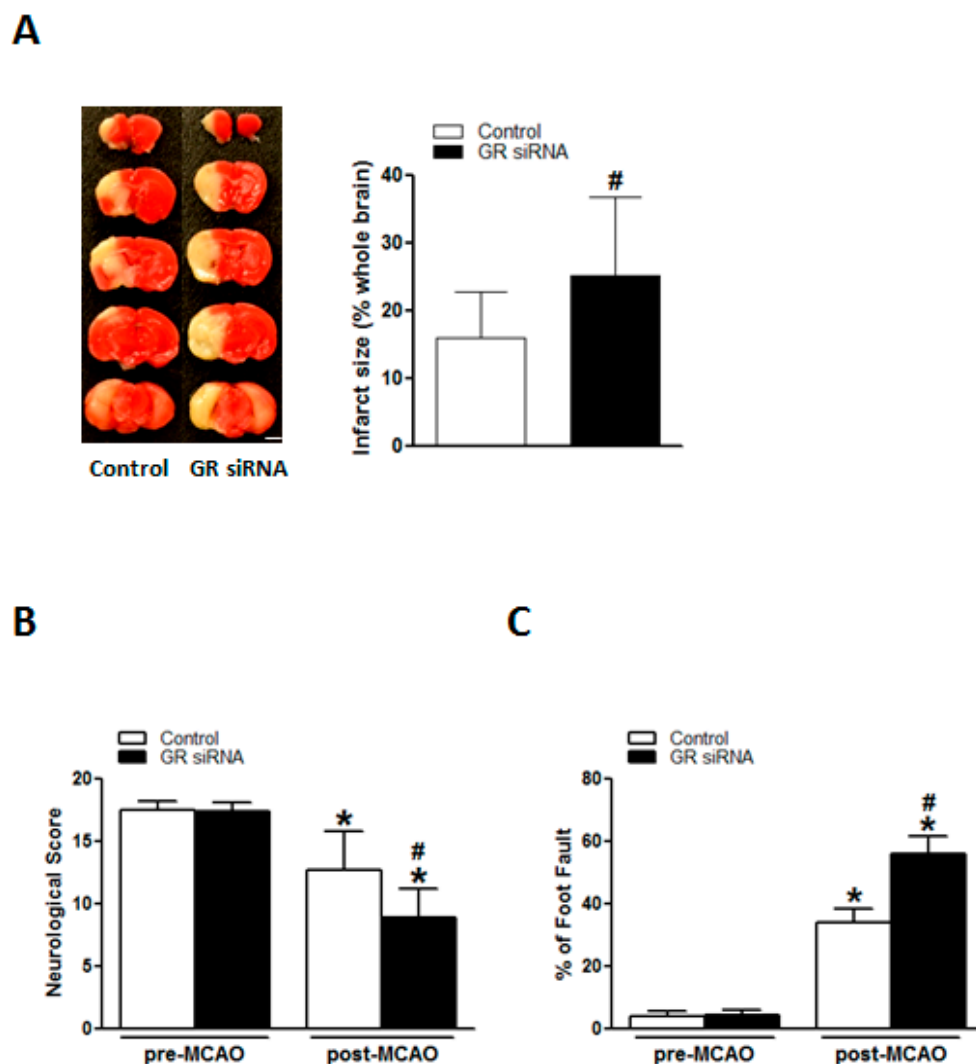 A
Control
GR siRNA
Infarct size (% whole brain)
40
30
20
10
0
#
Control GR siRNA
B
Control
GR siRNA
Neurological Score
20
15
10
5
0
*
#
*
pre-MCAO post-MCAO
C
Control
GR siRNA
% of Foot Fault
80
60
40
20
0
*
#
*
pre-MCAO post-MCAO